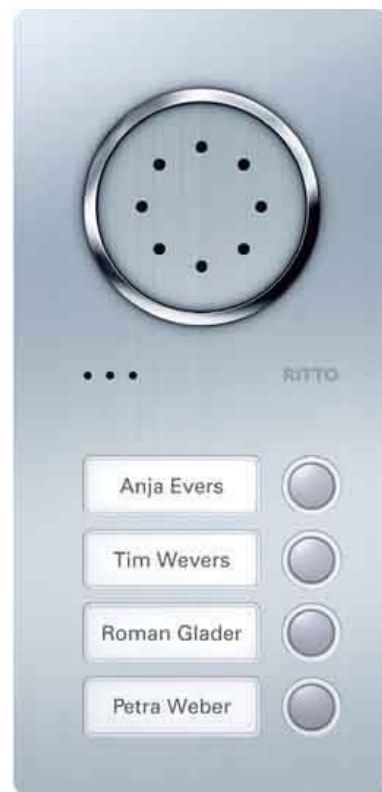 RITTO
Anja Evers
Tim Wevers
Roman Glader
Petra Weber